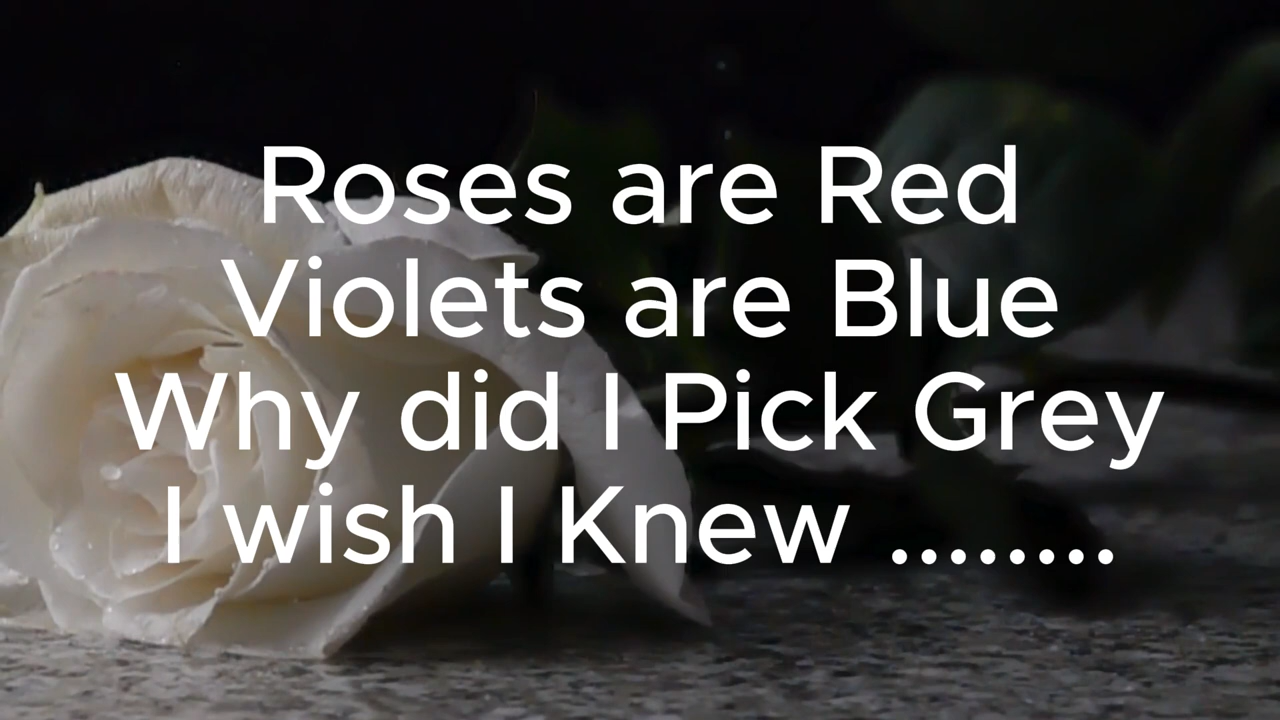 Roses are Red
Violets are Blue
Why did I Pick Grey
I wish I Knew ........